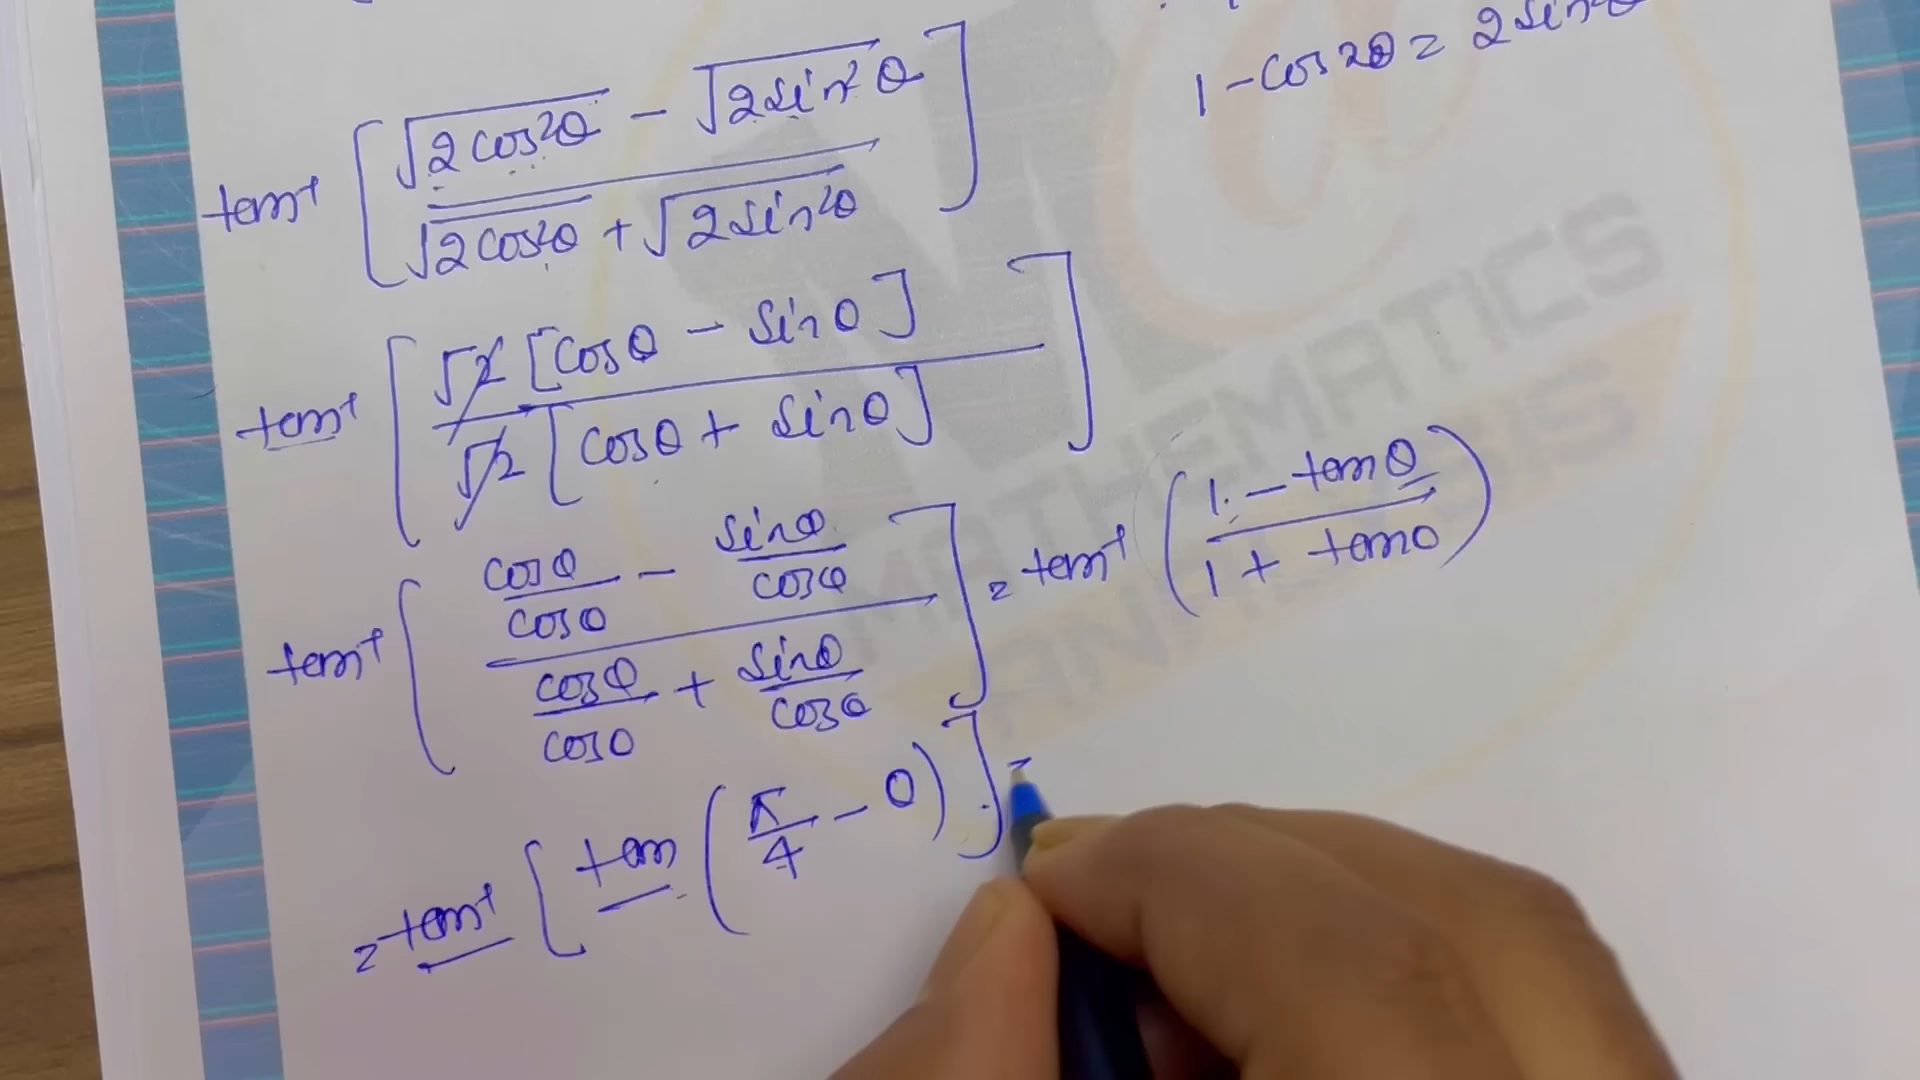 1 - cos2θ = 2sin²θ
tan⁻¹ [ (√2cos²θ - √2sin²θ) / (√2cos²θ + √2sin²θ) ]
tan⁻¹ [ √2 [cosθ - sinθ] / √2 [cosθ + sinθ] ]
tan⁻¹ [ (cosθ/cosθ - sinθ/cosθ) / (cosθ/cosθ + sinθ/cosθ) ] = tan⁻¹ ( (1 - tanθ) / (1 + tanθ) )
= tan⁻¹ [ tan ( π/4 - θ ) ] =
MATHEMATICS